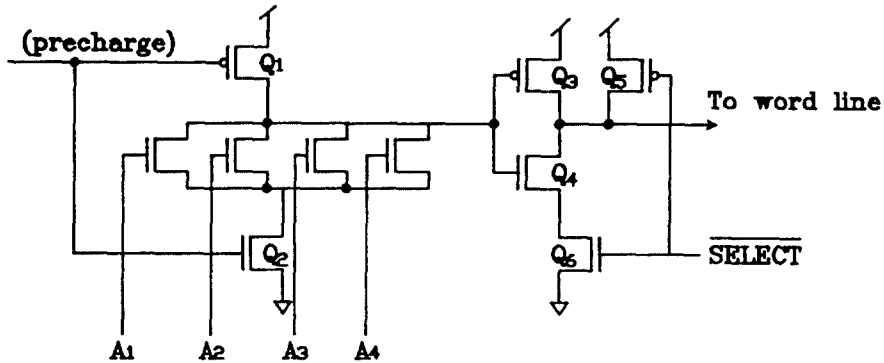 (precharge)
Q1
Q3
Q5
To word line
Q4
Q2
Q6
SELECT
A1
A2
A3
A4